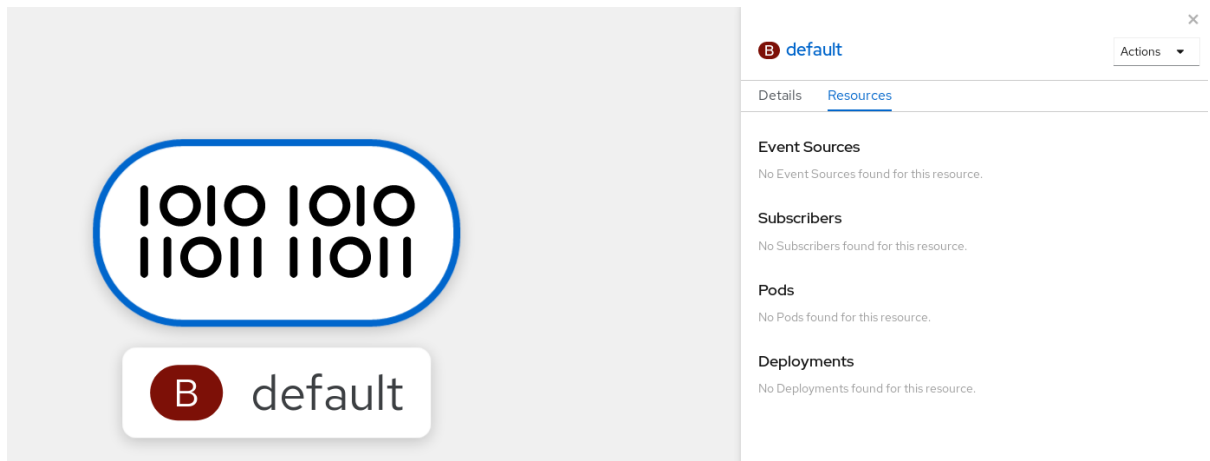 1010 1010
11011 11011
B default
×
B default
Actions
Details Resources
Event Sources
No Event Sources found for this resource.
Subscribers
No Subscribers found for this resource.
Pods
No Pods found for this resource.
Deployments
No Deployments found for this resource.